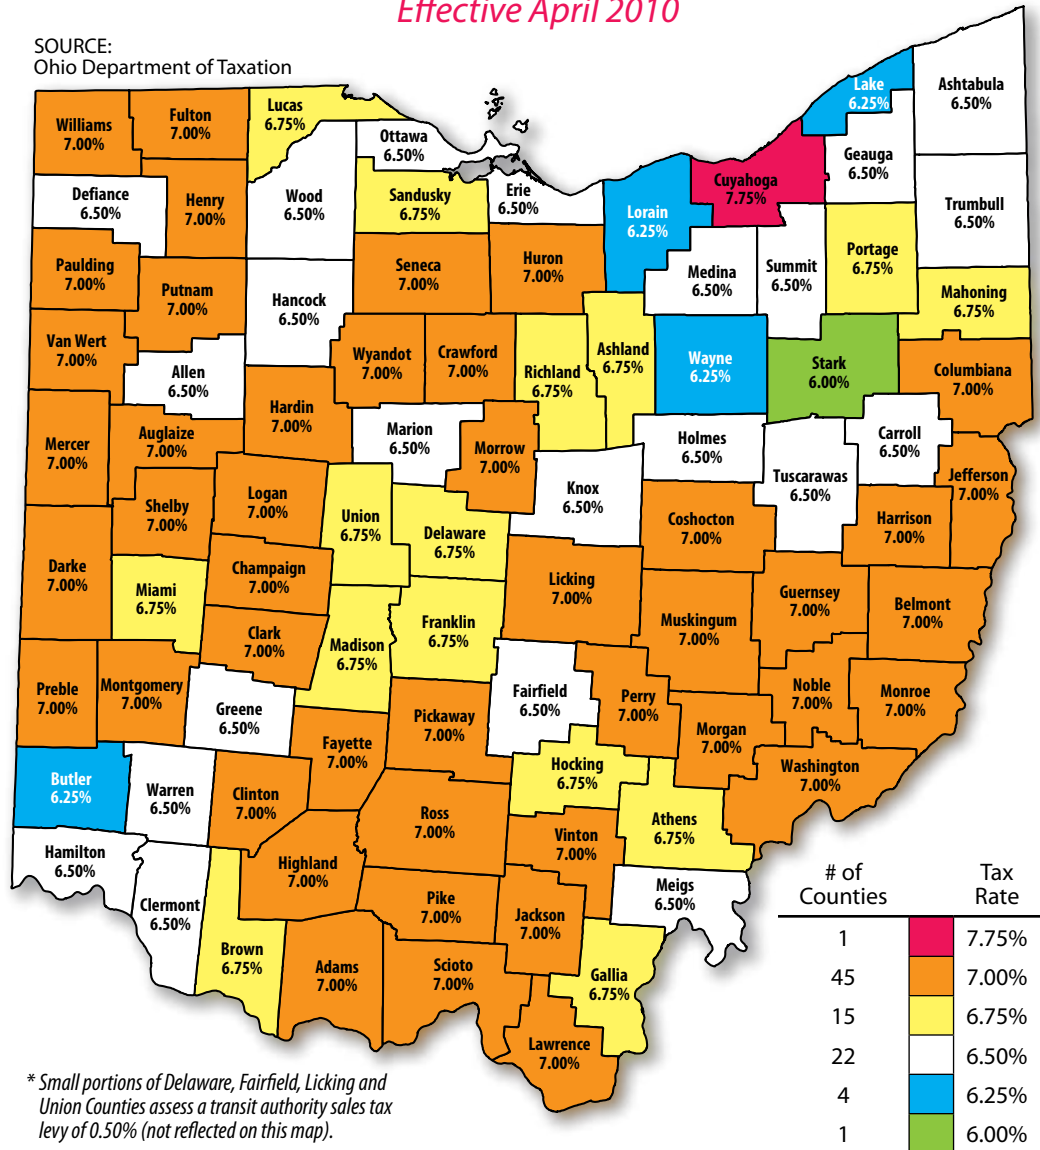 Effective April 2010
SOURCE:
Ohio Department of Taxation
Williams
7.00%
Fulton
7.00%
Lucas
6.75%
Ottawa
6.50%
Lake
6.25%
Ashtabula
6.50%
Geauga
6.50%
Cuyahoga
7.75%
Defiance
6.50%
Henry
7.00%
Wood
6.50%
Sandusky
6.75%
Erie
6.50%
Lorain
6.25%
Trumbull
6.50%
Paulding
7.00%
Putnam
7.00%
Hancock
6.50%
Seneca
7.00%
Huron
7.00%
Medina
6.50%
Summit
6.50%
Portage
6.75%
Mahoning
6.75%
Van Wert
7.00%
Allen
6.50%
Wyandot
7.00%
Crawford
7.00%
Richland
6.75%
Ashland
6.75%
Wayne
6.25%
Stark
6.00%
Columbiana
7.00%
Mercer
7.00%
Auglaize
7.00%
Hardin
7.00%
Marion
6.50%
Morrow
7.00%
Holmes
6.50%
Carroll
6.50%
Tuscarawas
6.50%
Jefferson
7.00%
Shelby
7.00%
Logan
7.00%
Union
6.75%
Delaware
6.75%
Knox
6.50%
Coshocton
7.00%
Harrison
7.00%
Darke
7.00%
Miami
6.75%
Champaign
7.00%
Licking
7.00%
Muskingum
7.00%
Guernsey
7.00%
Belmont
7.00%
Clark
7.00%
Madison
6.75%
Franklin
6.75%
Preble
7.00%
Montgomery
7.00%
Greene
6.50%
Fayette
7.00%
Pickaway
7.00%
Fairfield
6.50%
Perry
7.00%
Morgan
7.00%
Noble
7.00%
Monroe
7.00%
Washington
7.00%
Butler
6.25%
Warren
6.50%
Clinton
7.00%
Ross
7.00%
Hocking
6.75%
Vinton
7.00%
Athens
6.75%
Hamilton
6.50%
Clermont
6.50%
Highland
7.00%
Pike
7.00%
Jackson
7.00%
Meigs
6.50%
Brown
6.75%
Adams
7.00%
Scioto
7.00%
Gallia
6.75%
Lawrence
7.00%
# of Tax
Counties Rate
1 7.75%
45 7.00%
15 6.75%
22 6.50%
4 6.25%
1 6.00%
* Small portions of Delaware, Fairfield, Licking and
Union Counties assess a transit authority sales tax
levy of 0.50% (not reflected on this map).